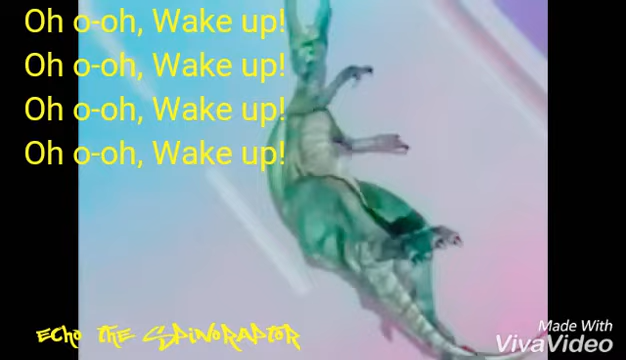 Oh o-oh, Wake up!
Oh o-oh, Wake up!
Oh o-oh, Wake up!
Oh o-oh, Wake up!
Echo the Spinoraptor
Made With
VivaVideo